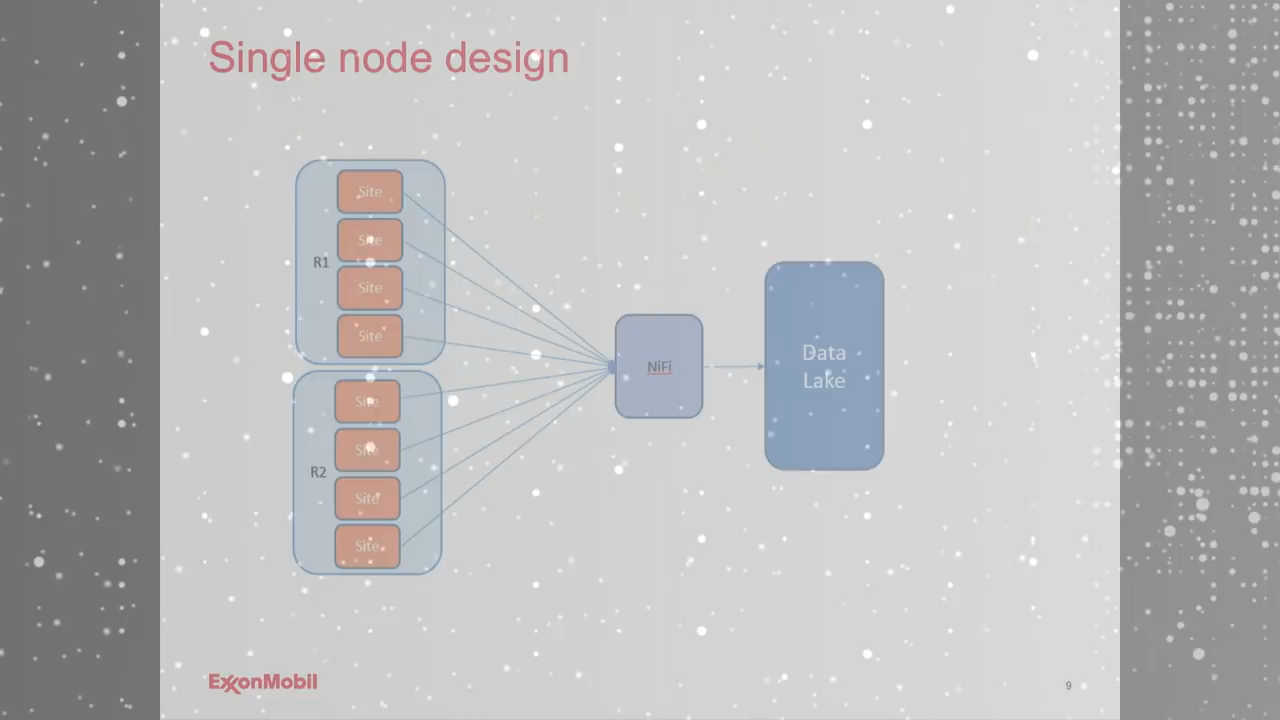 Single node design
Site
Site
R1
Site
Site
Site
Site
R2
Site
Site
NiFi
Data
Lake
ExxonMobil
9